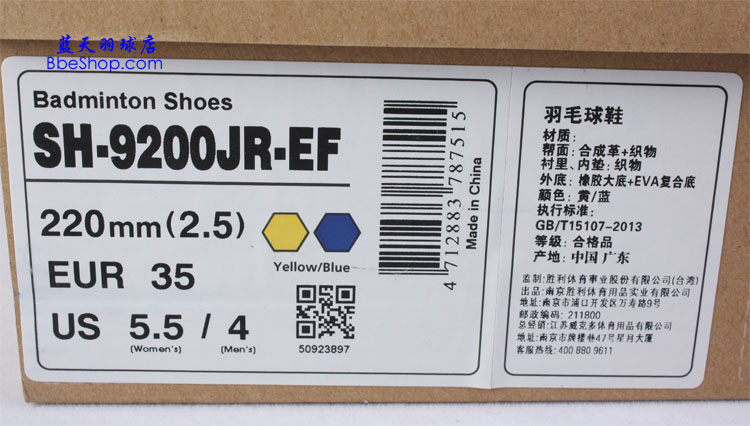 蓝天羽球店
BbeShop.com
Badminton Shoes
SH-9200JR-EF
220mm(2.5)
Yellow/Blue
EUR 35
US 5.5 / 4
(Women's) (Men's)
50923897
4 712883 787515
Made in China
羽毛球鞋
材质:
帮面: 合成革+织物
衬里、内垫: 织物
外底: 橡胶大底+EVA复合底
颜色: 黄/蓝
执行标准:
GB/T15107-2013
等级: 合格品
产地: 中国 广东
监制:胜利体育事业股份有限公司(台湾)
出品:南京胜利体育用品实业有限公司
地址:南京市浦口开发区万寿路9号
邮政编码: 211800
总经销:江苏威克多体育用品有限公司
地址:南京市牌楼巷47号星月大厦
客服热线:400 880 9611